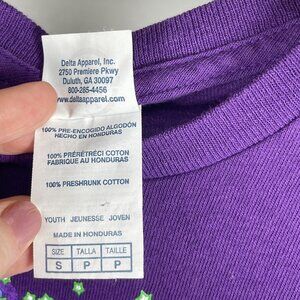 Delta Apparel, Inc.
2750 Premiere Pkwy
Duluth, GA 30097
800-285-4456
www.deltaapparel.com
100% PRE-ENCOGIDO ALGODÓN
HECHO EN HONDURAS
100% PRÉRÉTRÉCI COTON
FABRIQUE AU HONDURAS
100% PRESHRUNK COTTON
YOUTH JEUNESSE JOVEN
MADE IN HONDURAS
SIZE TALLA TAILLE
S P P